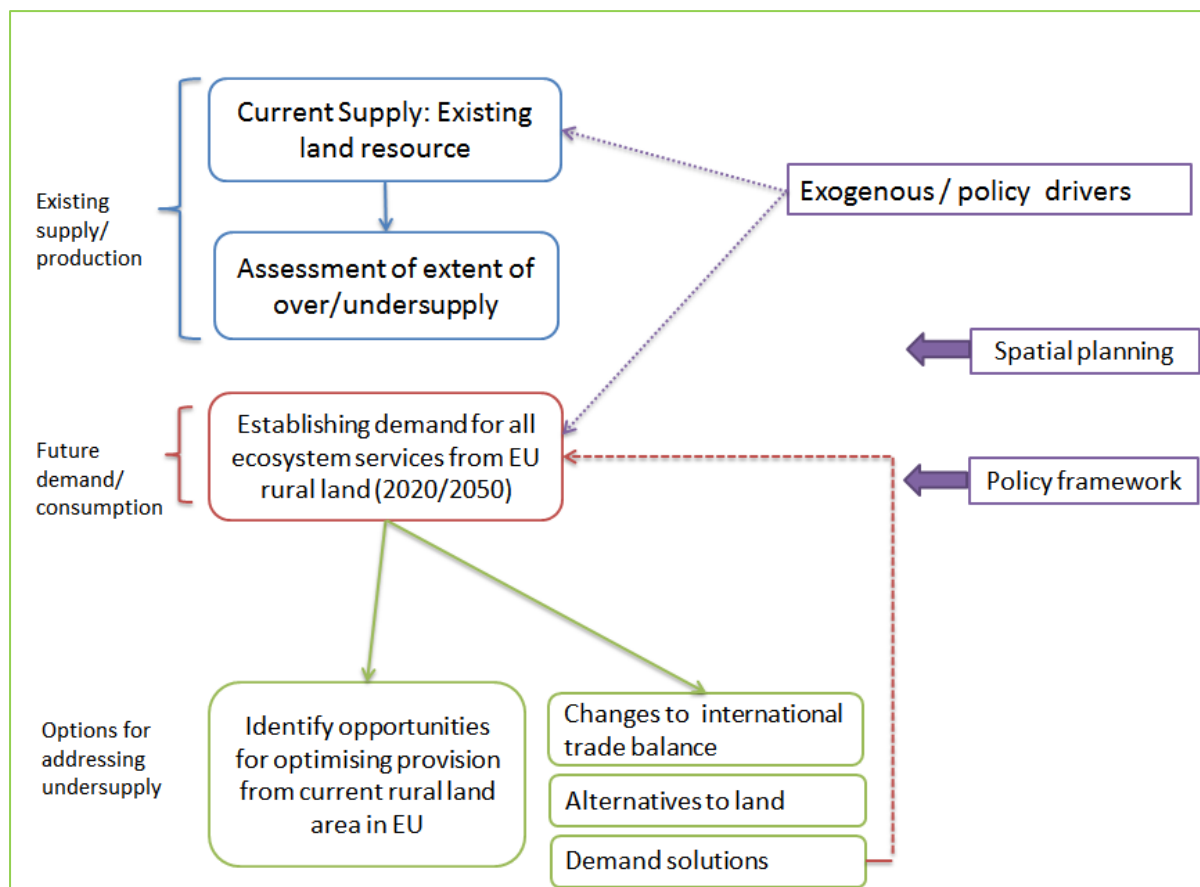 Current Supply: Existing
land resource
Exogenous / policy drivers
Existing
supply/
production
Assessment of extent of
over/undersupply
Spatial planning
Establishing demand for all
ecosystem services from EU
rural land (2020/2050)
Future
demand/
consumption
Policy framework
Identify opportunities
for optimising provision
from current rural land
area in EU
Changes to international
trade balance
Options for
addressing
undersupply
Alternatives to land
Demand solutions